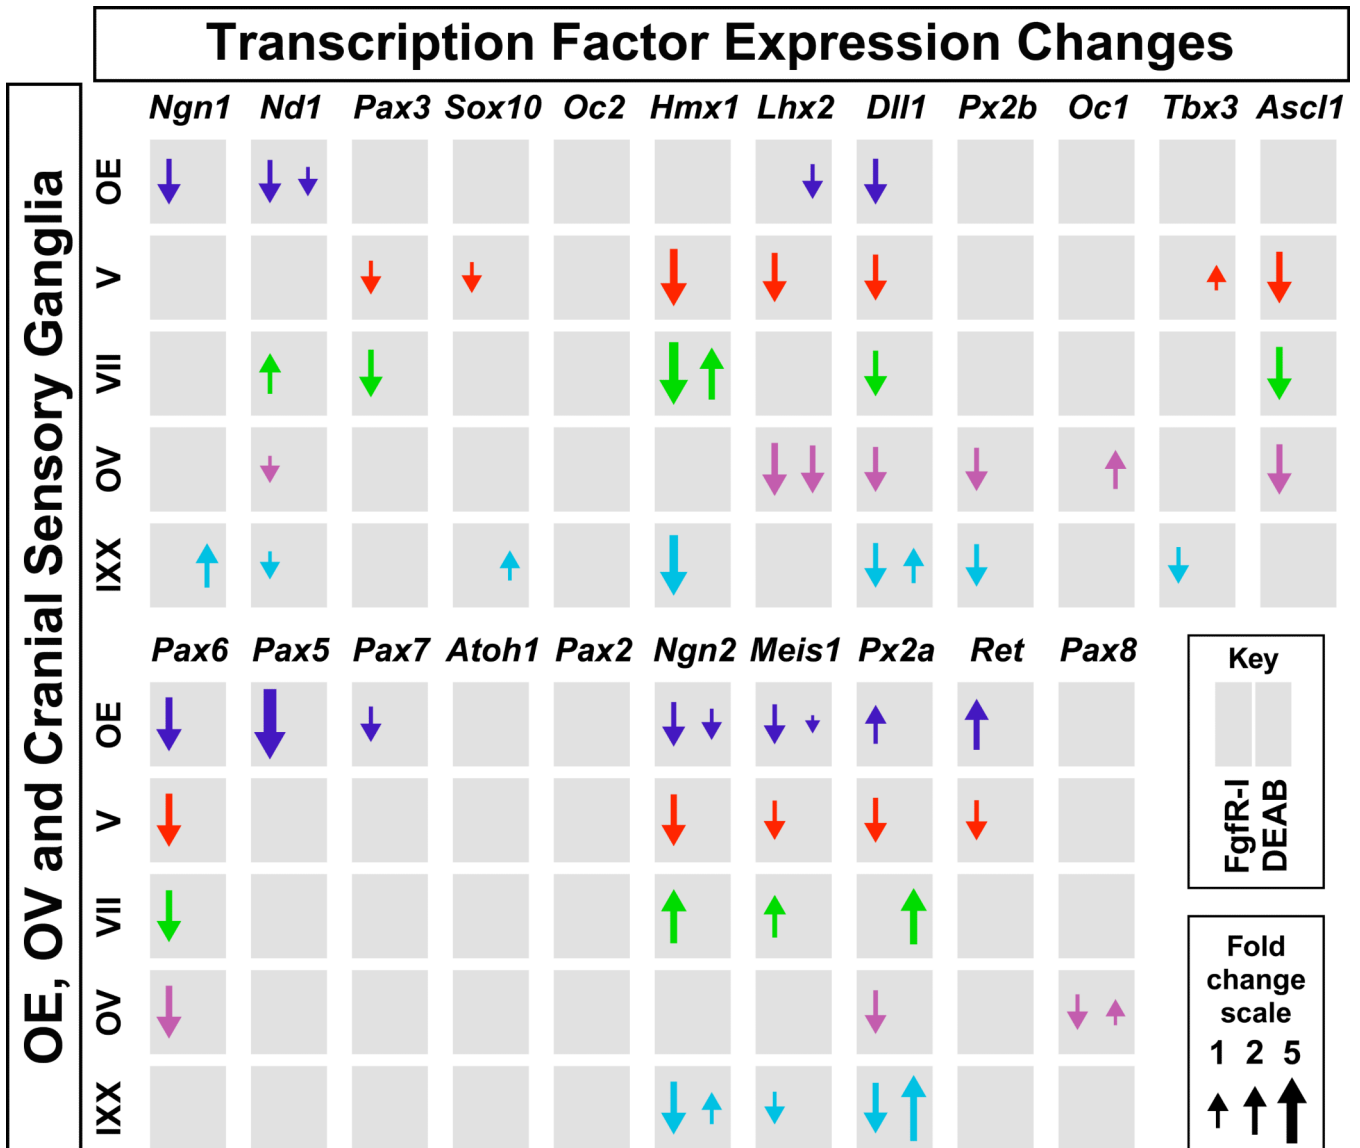 Transcription Factor Expression Changes
OE, OV and Cranial Sensory Ganglia
Ngn1 Nd1 Pax3 Sox10 Oc2 Hmx1 Lhx2 Dll1 Px2b Oc1 Tbx3 Ascl1
OE
V
VII
OV
IXX
Pax6 Pax5 Pax7 Atoh1 Pax2 Ngn2 Meis1 Px2a Ret Pax8
OE
V
VII
OV
IXX
Key
FgfR-I
DEAB
Fold
change
scale
1 2 5